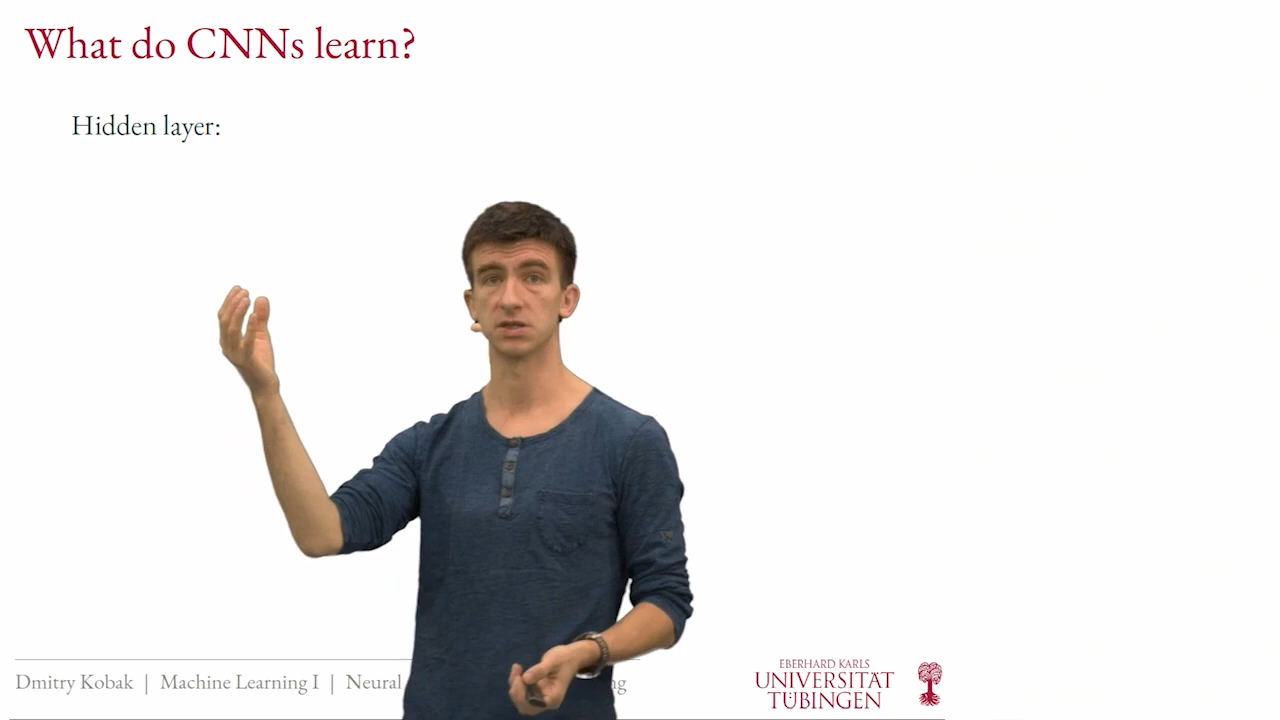 What do CNNs learn?
Hidden layer:
Dmitry Kobak | Machine Learning I | Neural
EBERHARD KARLS
UNIVERSITÄT
TÜBINGEN